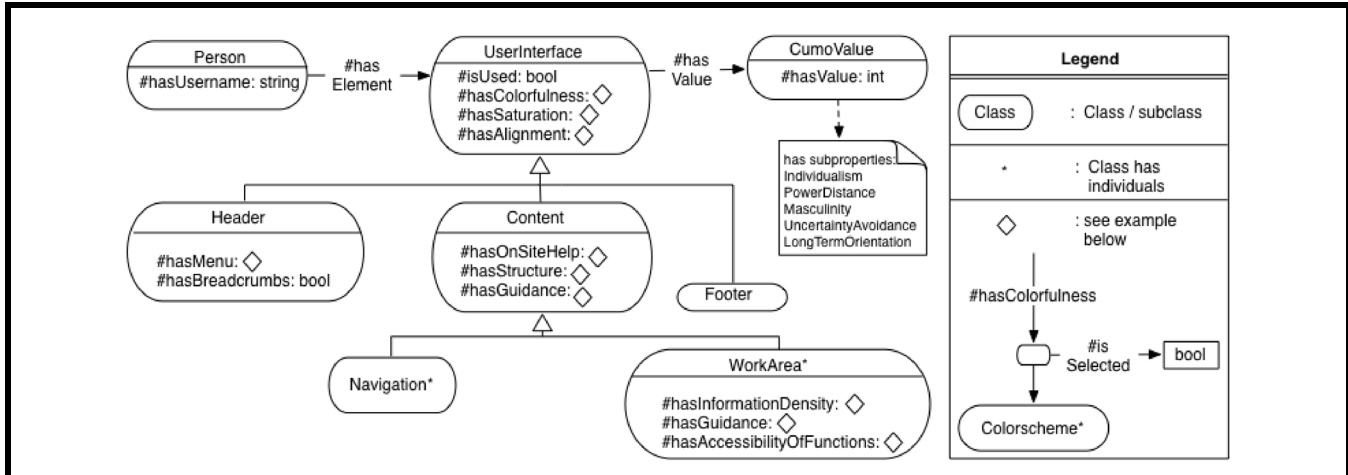 Person
#hasUsername: string
#has
Element
UserInterface
#isUsed: bool
#hasColorfulness:
#hasSaturation:
#hasAlignment:
#has
Value
CumoValue
#hasValue: int
has subproperties:
Individualism
PowerDistance
Masculinity
UncertaintyAvoidance
LongTermOrientation
Header
#hasMenu:
#hasBreadcrumbs: bool
Content
#hasOnSiteHelp:
#hasStructure:
#hasGuidance:
Footer
Navigation*
WorkArea*
#hasInformationDensity:
#hasGuidance:
#hasAccessibilityOfFunctions:
Legend
Class : Class / subclass
* : Class has
individuals
: see example
below
#hasColorfulness
#is
Selected
bool
Colorscheme*